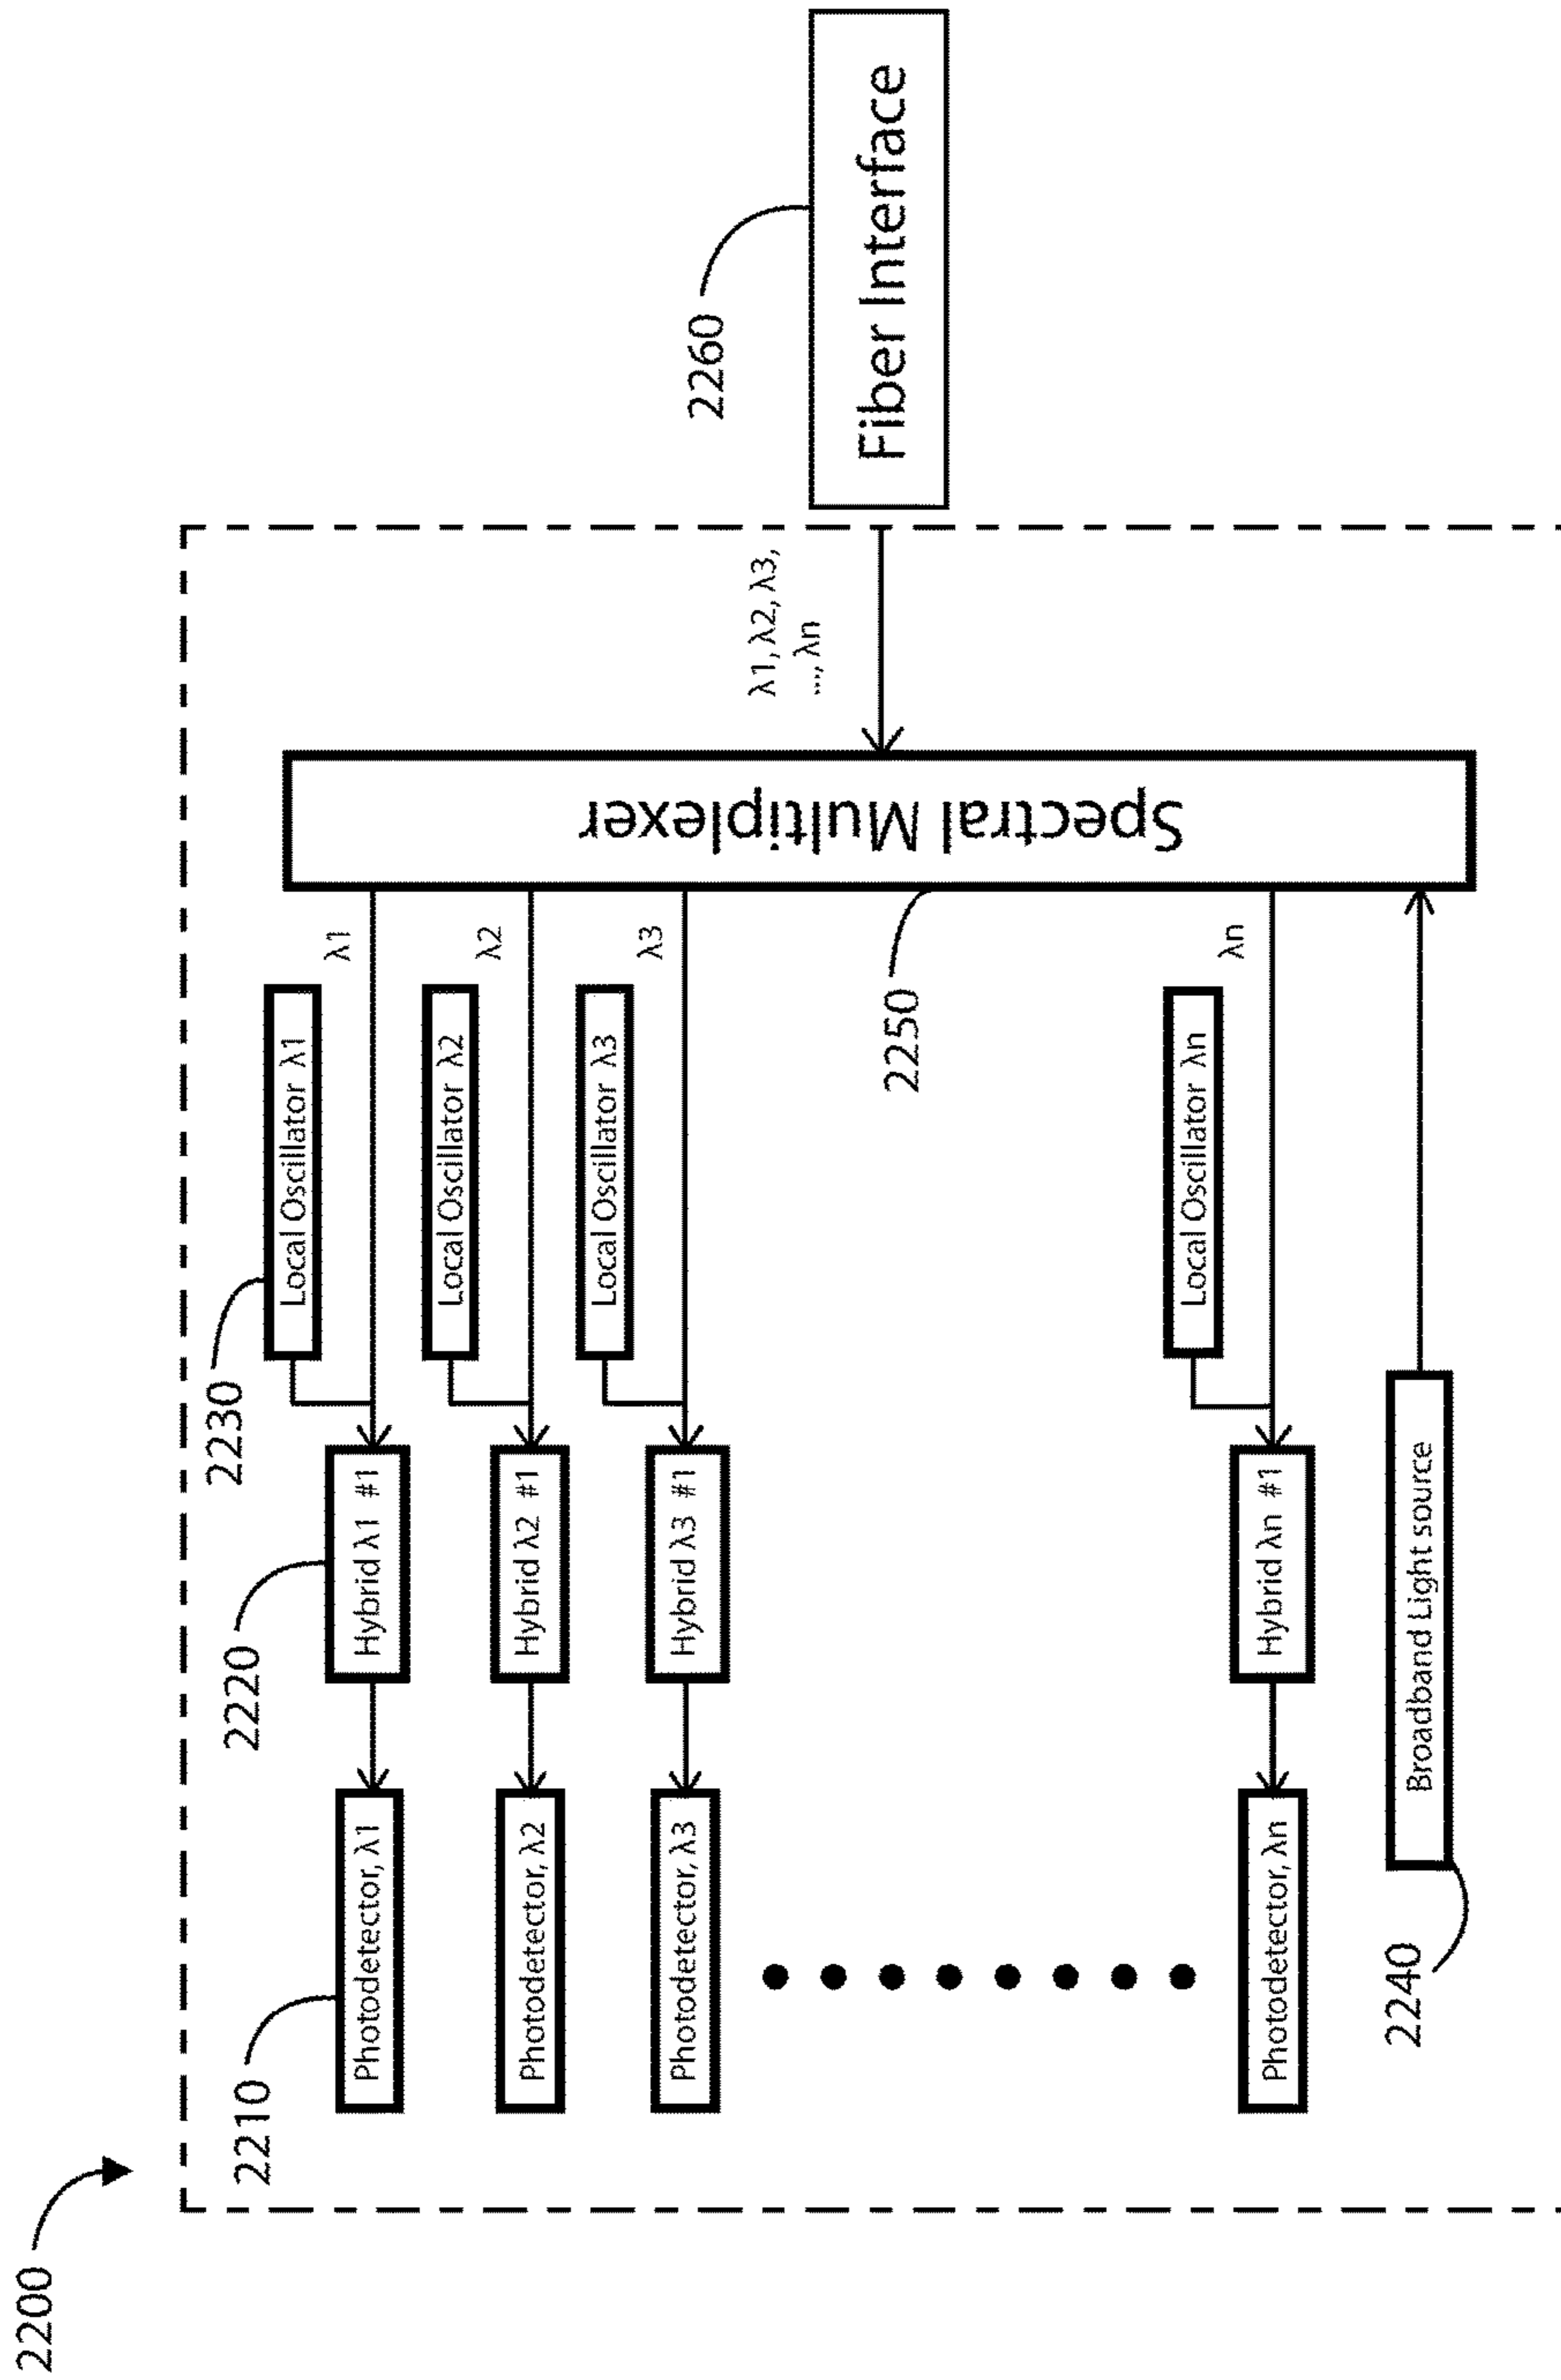 2200
2210
2220
2230
Photodetector, λ1
Hybrid λ1 #1
Local Oscillator λ1
λ1
Photodetector, λ2
Hybrid λ2 #1
Local Oscillator λ2
λ2
Photodetector, λ3
Hybrid λ3 #1
Local Oscillator λ3
λ3
Photodetector, λn
Hybrid λn #1
Local Oscillator λn
λn
2240
Broadband Light source
2250
Spectral Multiplexer
λ1, λ2, λ3,
..., λn
2260
Fiber Interface